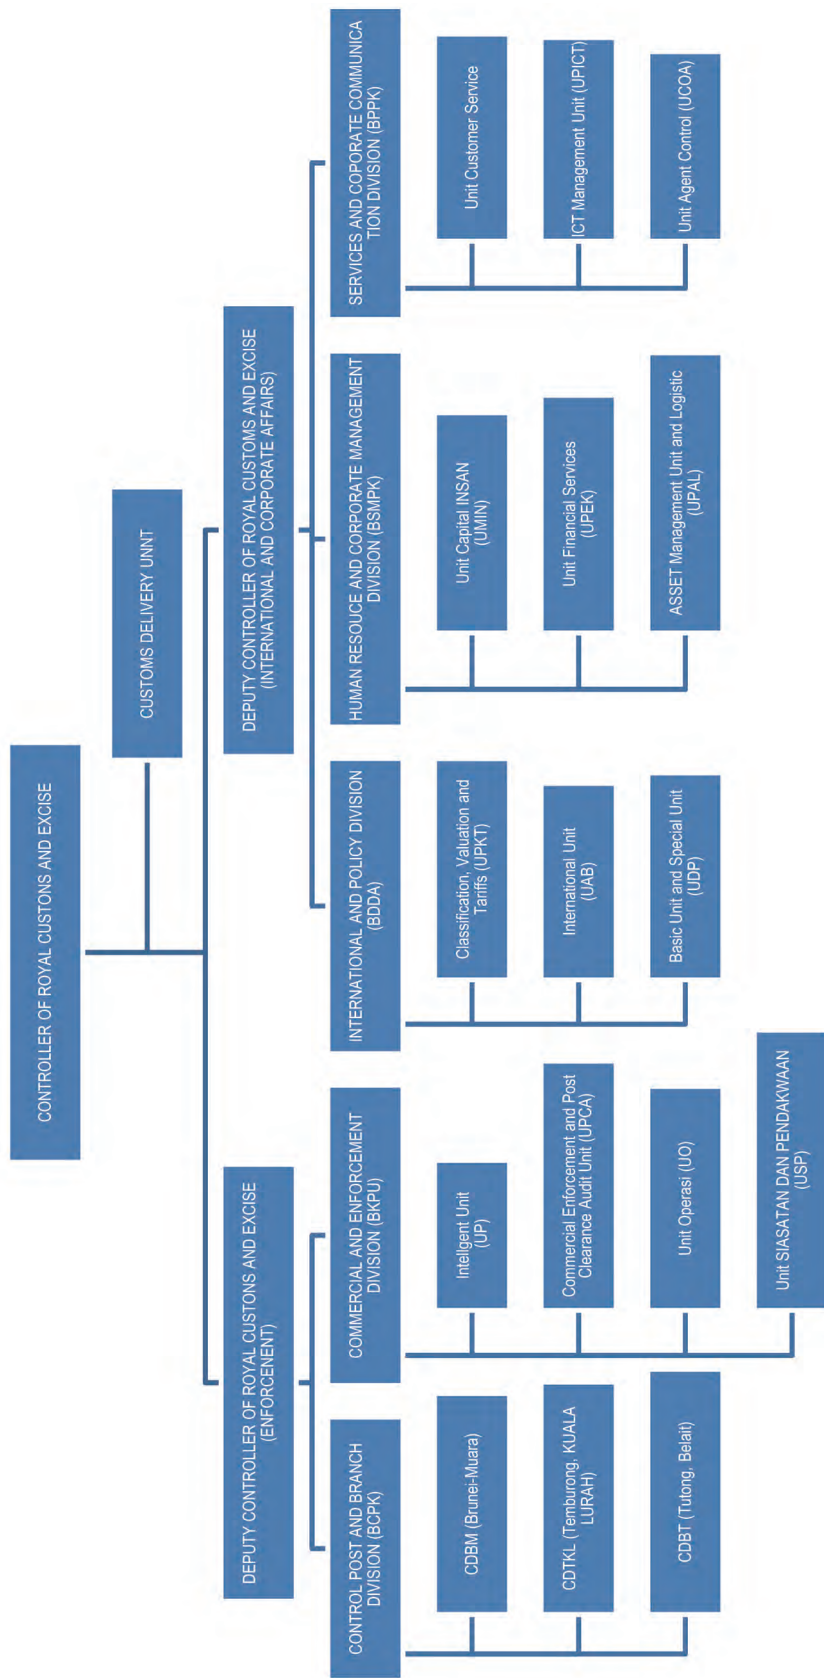 CONTROLLER OF ROYAL CUSTONS AND EXCISE
CUSTOMS DELIVERY UNNT
DEPUTY CONTROLLER OF ROYAL CUSTONS AND EXCISE
(ENFORCENENT)
DEPUTY CONTROLLER OF ROYAL CUSTOMS AND EXCISE
(INTERNATIONAL AND CORPORATE AFFAIRS)
CONTROL POST AND BRANCH
DIVISION (BCPK)
CDBM (Brunei-Muara)
CDTKL (Temburong, KUALA
LURAH)
CDBT (Tutong, Belait)
COMMERCIAL AND ENFORCEMENT
DIVISION (BKPU)
Intellgent Unit
(UP)
Commercial Enforcement and Post
Clearance Audit Unit (UPCA)
Unit Operasi (UO)
Unit SIASATAN DAN PENDAKWAAN
(USP)
INTERNATIONAL AND POLICY DIVISION
(BDDA)
Classification, Valuation and
Tariffs (UPKT)
International Unit
(UAB)
Basic Unit and Special Unit
(UDP)
HUMAN RESOUCE AND CORPORATE MANAGEMENT
DIVISION (BSMPK)
Unit Capital INSAN
(UMIN)
Unit Financial Services
(UPEK)
ASSET Management Unit and Logistic
(UPAL)
SERVICES AND COPORATE COMMUNICA
TION DIVISION (BPPK)
Unit Customer Service
ICT Management Unit (UPICT)
Unit Agent Control (UCOA)